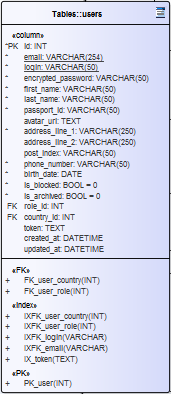 Tables::users
«column»
*PK id: INT
* email: VARCHAR(254)
* login: VARCHAR(50)
* encrypted_password: VARCHAR(50)
* first_name: VARCHAR(50)
* last_name: VARCHAR(50)
* passport_id: VARCHAR(50)
avatar_url: TEXT
* address_line_1: VARCHAR(250)
address_line_2: VARCHAR(250)
post_index: VARCHAR(50)
* phone_number: VARCHAR(50)
* birth_date: DATE
* is_blocked: BOOL = 0
* is_archived: BOOL = 0
FK role_id: INT
FK country_id: INT
token: TEXT
created_at: DATETIME
updated_at: DATETIME
«FK»
+ FK_user_country(INT)
+ FK_user_role(INT)
«index»
+ IXFK_user_country(INT)
+ IXFK_user_role(INT)
+ IXFK_login(VARCHAR)
+ IXFK_email(VARCHAR)
+ IX_token(TEXT)
«PK»
+ PK_user(INT)